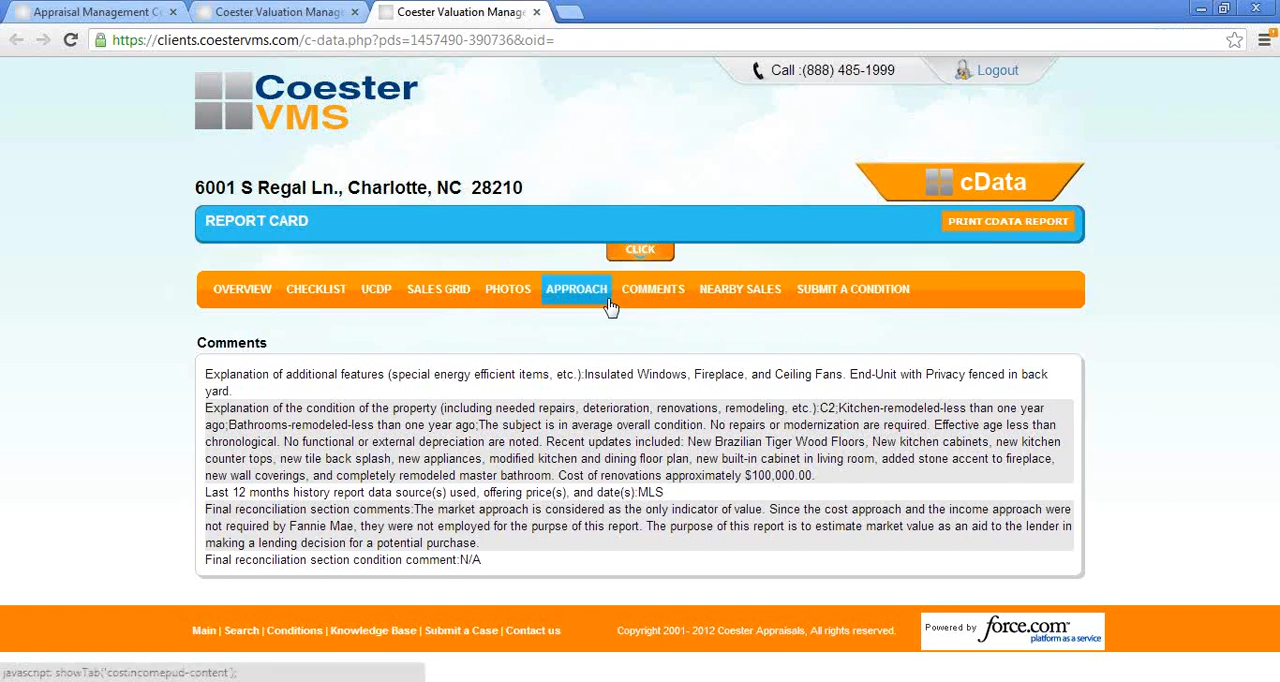 Appraisal Management C
Coester Valuation Manag
Coester Valuation Manag
https://clients.coestervms.com/c-data.php?pds=1457490-390736&oid=
Call :(888) 485-1999
Logout
Coester
VMS
6001 S Regal Ln., Charlotte, NC 28210
cData
REPORT CARD
PRINT CDATA REPORT
CLICK
OVERVIEW CHECKLIST UCDP SALES GRID PHOTOS APPROACH COMMENTS NEARBY SALES SUBMIT A CONDITION
Comments
Explanation of additional features (special energy efficient items, etc.):Insulated Windows, Fireplace, and Ceiling Fans. End-Unit with Privacy fenced in back
yard.
Explanation of the condition of the property (including needed repairs, deterioration, renovations, remodeling, etc.):C2;Kitchen-remodeled-less than one year
ago;Bathrooms-remodeled-less than one year ago;The subject is in average overall condition. No repairs or modernization are required. Effective age less than
chronological. No functional or external depreciation are noted. Recent updates included: New Brazilian Tiger Wood Floors, New kitchen cabinets, new kitchen
counter tops, new tile back splash, new appliances, modified kitchen and dining floor plan, new built-in cabinet in living room, added stone accent to fireplace,
new wall coverings, and completely remodeled master bathroom. Cost of renovations approximately $100,000.00.
Last 12 months history report data source(s) used, offering price(s), and date(s):MLS
Final reconciliation section comments:The market approach is considered as the only indicator of value. Since the cost approach and the income approach were
not required by Fannie Mae, they were not employed for the purpse of this report. The purpose of this report is to estimate market value as an aid to the lender in
making a lending decision for a potential purchase.
Final reconciliation section condition comment:N/A
Main | Search | Conditions | Knowledge Base | Submit a Case | Contact us
Copyright 2001- 2012 Coester Appraisals, All rights reserved.
Powered by force.com™
platform as a service
javascript: showTab('costincomepud-content');